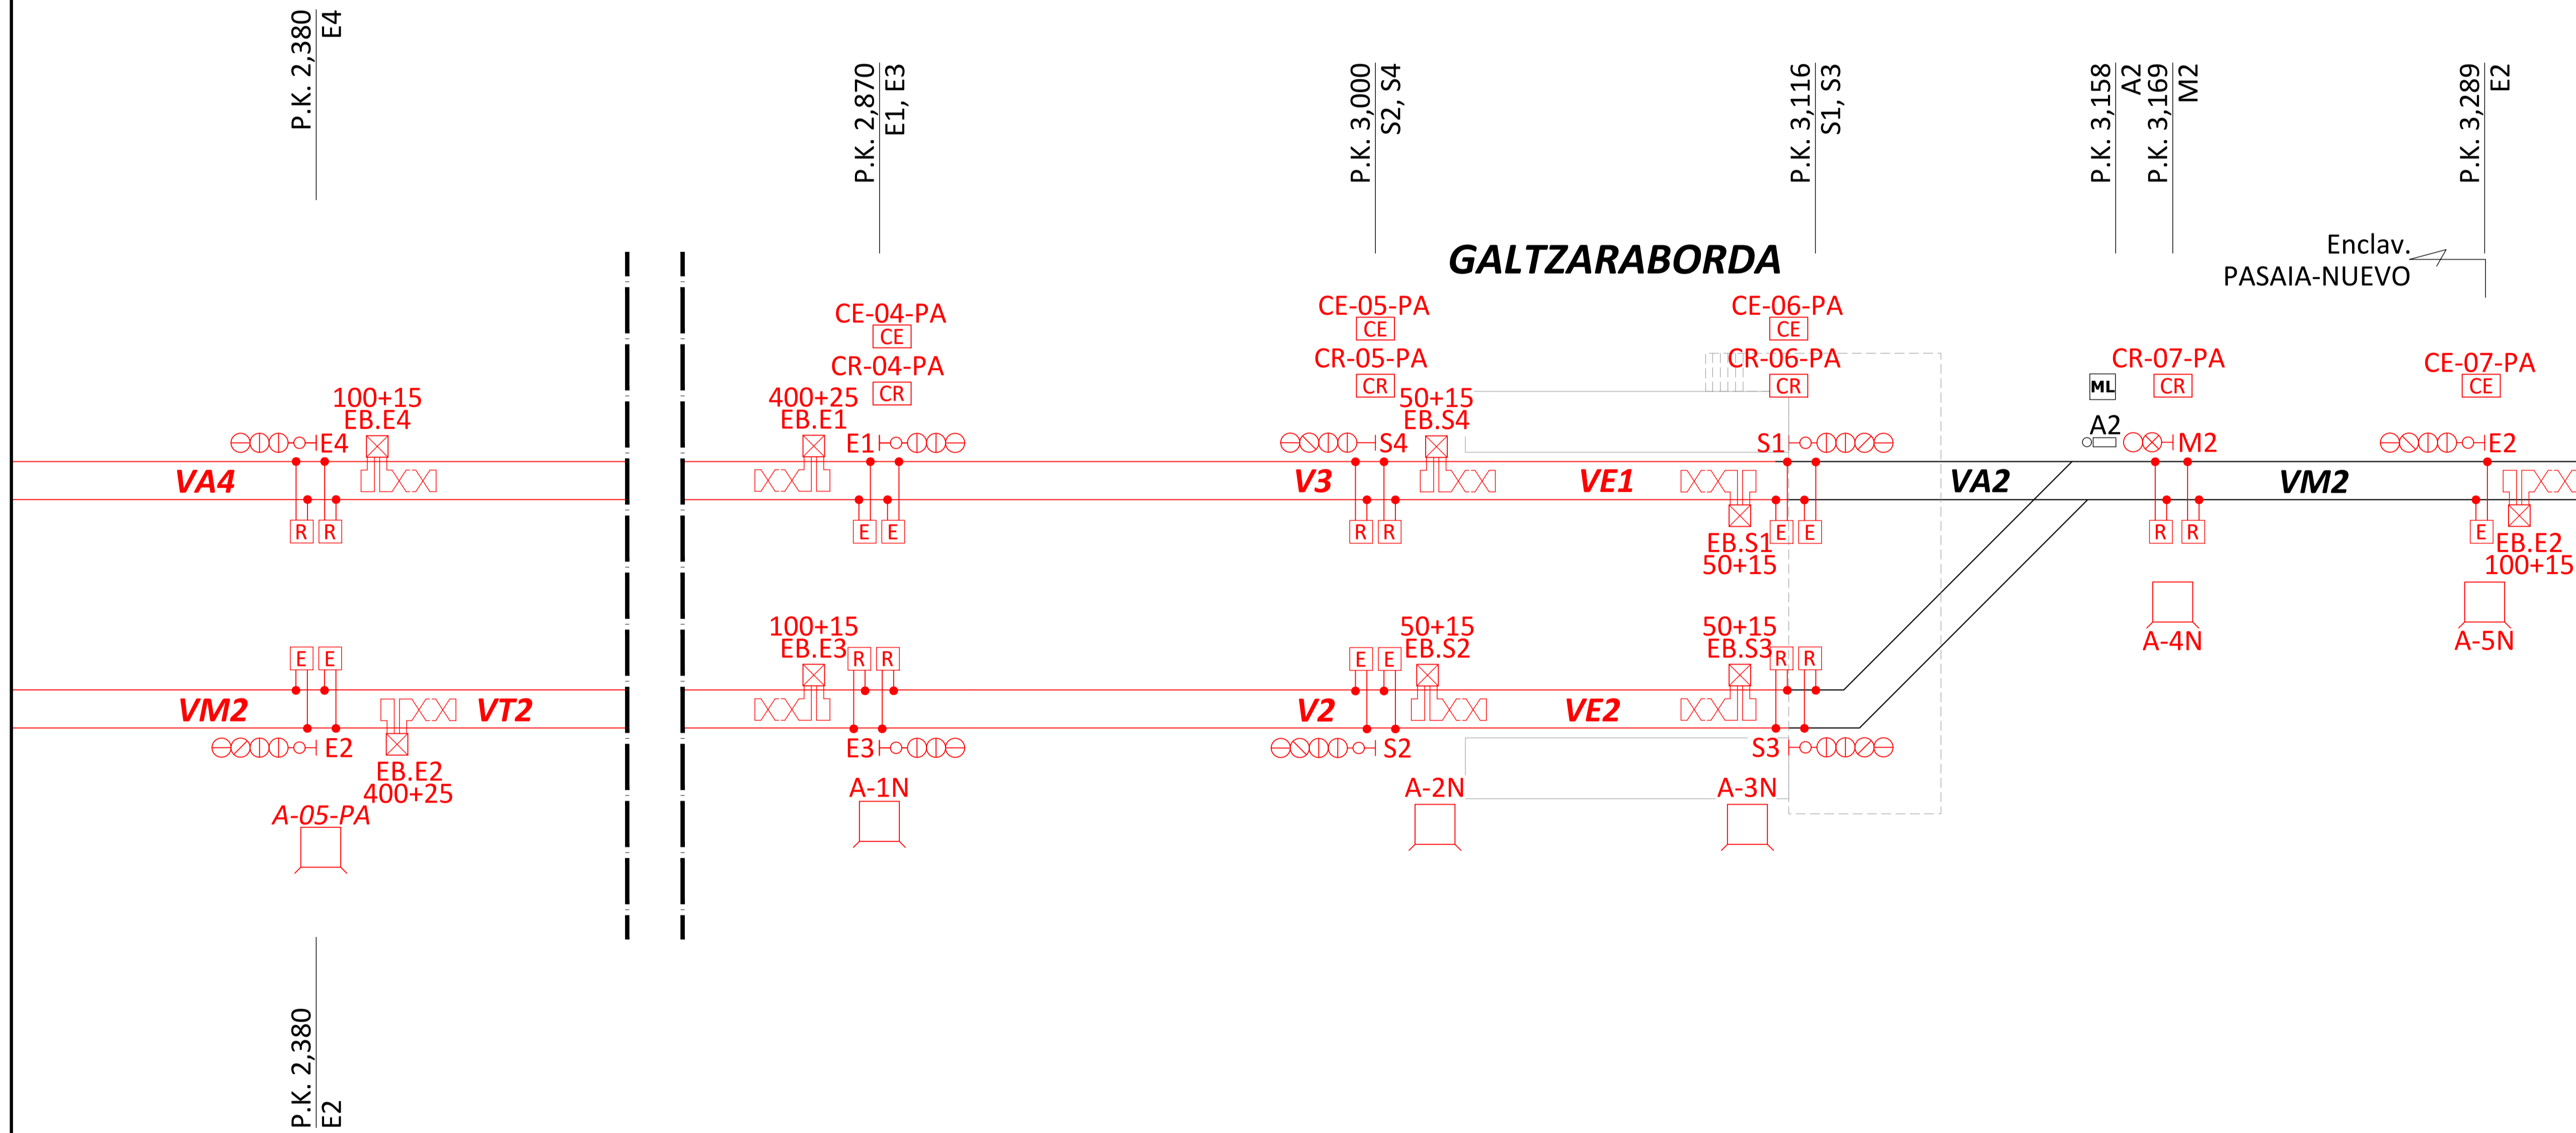 P.K. 2,380
E4
P.K. 2,870
E1, E3
P.K. 3,000
S2, S4
P.K. 3,116
S1, S3
P.K. 3,158
A2
P.K. 3,169
M2
P.K. 3,289
E2
GALTZARABORDA
Enclav.
PASAIA-NUEVO
CE-04-PA
CE
CR-04-PA
CR
CE-05-PA
CE
CR-05-PA
CR
CE-06-PA
CE
CR-06-PA
CR
CR-07-PA
CR
ML
CE-07-PA
CE
100+15
EB.E4
E4
400+25
EB.E1
E1
50+15
EB.S4
S4
S1
A2
M2
E2
VA4
V3
VE1
VA2
VM2
R R
E E
R R
EB.S1
50+15
E E
R R
E
EB.E2
100+15
A-4N
A-5N
100+15
EB.E3
50+15
EB.S2
50+15
EB.S3
E E
R R
E E
R R
VM2
VT2
V2
VE2
E2
E3
S2
S3
EB.E2
400+25
A-05-PA
A-1N
A-2N
A-3N
P.K. 2,380
E2